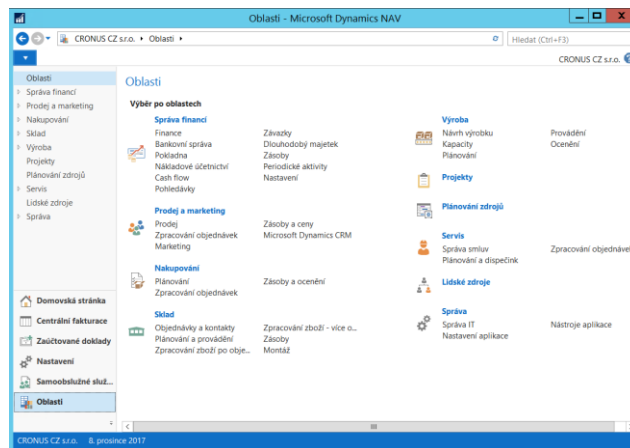 Oblasti - Microsoft Dynamics NAV
CRONUS CZ s.r.o. Oblasti
Hledat (Ctrl+F3)
CRONUS CZ s.r.o.
Oblasti
Správa financí
Prodej a marketing
Nakupování
Sklad
Výroba
Projekty
Plánování zdrojů
Servis
Lidské zdroje
Správa
Domovská stránka
Centrální fakturace
Zaúčtované doklady
Nastavení
Samoobslužné služ...
Oblasti
Oblasti
Výběr po oblastech
Správa financí
Finance
Bankovní správa
Pokladna
Nákladové účetnictví
Cash flow
Pohledávky
Závazky
Dlouhodobý majetek
Zásoby
Periodické aktivity
Nastavení
Prodej a marketing
Prodej
Zpracování objednávek
Marketing
Zásoby a ceny
Microsoft Dynamics CRM
Nakupování
Plánování
Zpracování objednávek
Zásoby a ocenění
Sklad
Objednávky a kontakty
Plánování a provádění
Zpracování zboží po obje...
Zpracování zboží - více o...
Zásoby
Montáž
Výroba
Návrh výrobku
Kapacity
Plánování
Provádění
Ocenění
Projekty
Plánování zdrojů
Servis
Správa smluv
Plánování a dispečink
Zpracování objednávek
Lidské zdroje
Správa
Správa IT
Nastavení aplikace
Nástroje aplikace
CRONUS CZ s.r.o. 8. prosince 2017